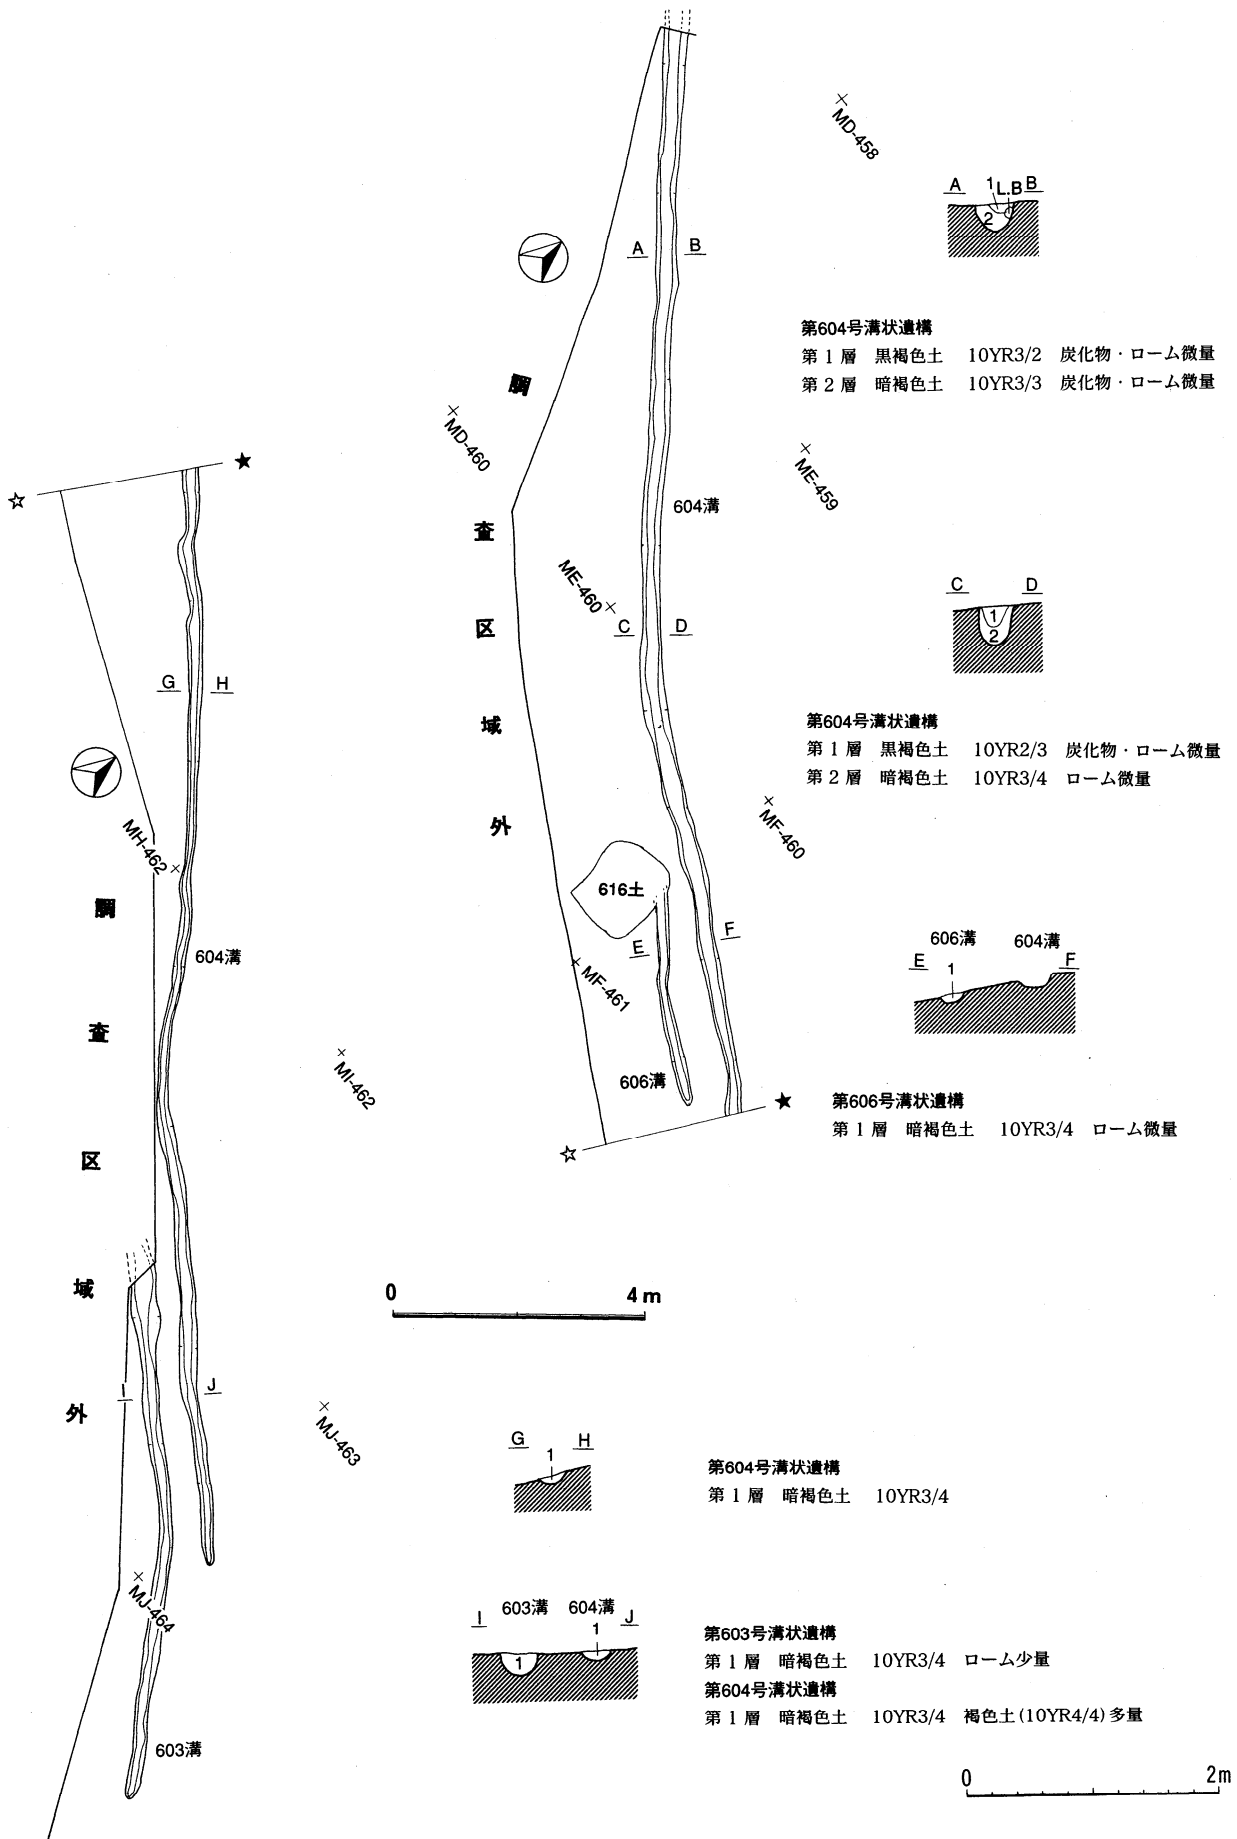 MD-458
A 1 L.B B
2
A B
第604号溝状遺構
第1層 黒褐色土 10YR3/2 炭化物・ローム微量
第2層 暗褐色土 10YR3/3 炭化物・ローム微量
調査区域外
MD-460
ME-459
604溝
ME-460
C D
C D
1
2
第604号溝状遺構
第1層 黒褐色土 10YR2/3 炭化物・ローム微量
第2層 暗褐色土 10YR3/4 ローム微量
MF-460
616土
E F
MF-461
606溝
606溝 604溝
E 1 F
第606号溝状遺構
第1層 暗褐色土 10YR3/4 ローム微量
☆ ★
☆ ★
G H
MH-462
調査区域外
604溝
MI-462
0 4m
I J
MJ-463
MJ-464
603溝
G 1 H
第604号溝状遺構
第1層 暗褐色土 10YR3/4
603溝 604溝
I 1 1 J
第603号溝状遺構
第1層 暗褐色土 10YR3/4 ローム少量
第604号溝状遺構
第1層 暗褐色土 10YR3/4 褐色土(10YR4/4)多量
0 2m